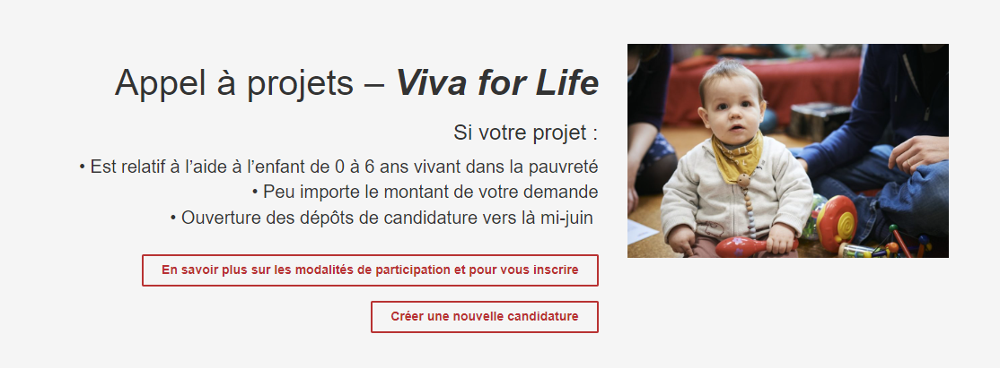 Appel à projets – Viva for Life
Si votre projet :
• Est relatif à l’aide à l’enfant de 0 à 6 ans vivant dans la pauvreté
• Peu importe le montant de votre demande
• Ouverture des dépôts de candidature vers là mi-juin
En savoir plus sur les modalités de participation et pour vous inscrire
Créer une nouvelle candidature